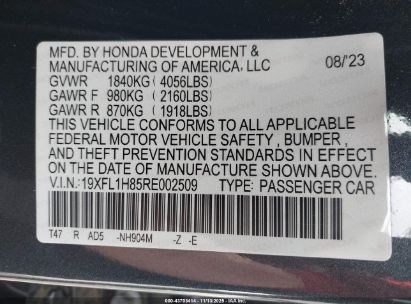 MFD. BY HONDA DEVELOPMENT &
MANUFACTURING OF AMERICA, LLC 08/'23
GVWR 1840KG (4056LBS)
GAWR F 980KG (2160LBS)
GAWR R 870KG (1918LBS)
THIS VEHICLE CONFORMS TO ALL APPLICABLE
FEDERAL MOTOR VEHICLE SAFETY , BUMPER ,
AND THEFT PREVENTION STANDARDS IN EFFECT
ON THE DATE OF MANUFACTURE SHOWN ABOVE.
V.I.N.:19XFL1H85RE002509 TYPE: PASSENGER CAR
T47 R AD5 -NH904M -Z -E